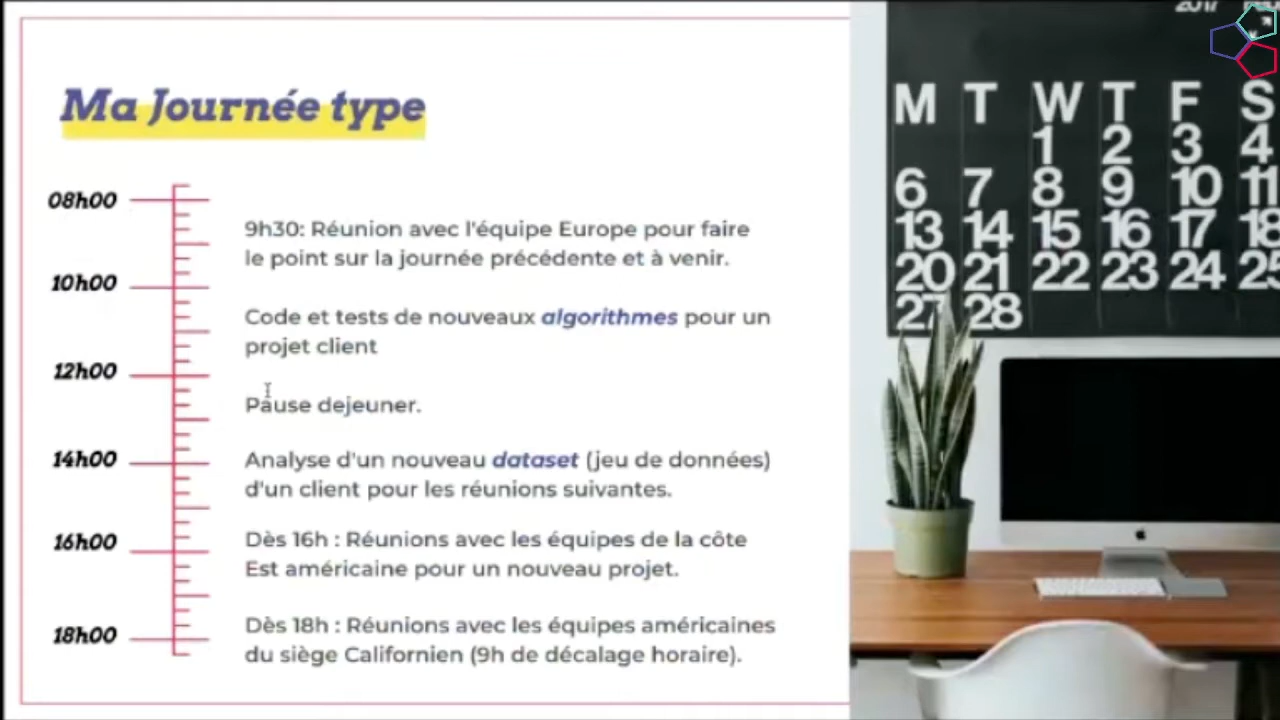 Ma Journée type
08h00
9h30: Réunion avec l'équipe Europe pour faire
le point sur la journée précédente et à venir.
10h00
Code et tests de nouveaux algorithmes pour un
projet client
12h00
Pause dejeuner.
14h00
Analyse d'un nouveau dataset (jeu de données)
d'un client pour les réunions suivantes.
16h00
Dès 16h : Réunions avec les équipes de la côte
Est américaine pour un nouveau projet.
18h00
Dès 18h : Réunions avec les équipes américaines
du siège Californien (9h de décalage horaire).
2017
M T W T F S
1 2 3 4
6 7 8 9 10 11
13 14 15 16 17 18
20 21 22 23 24 25
27 28